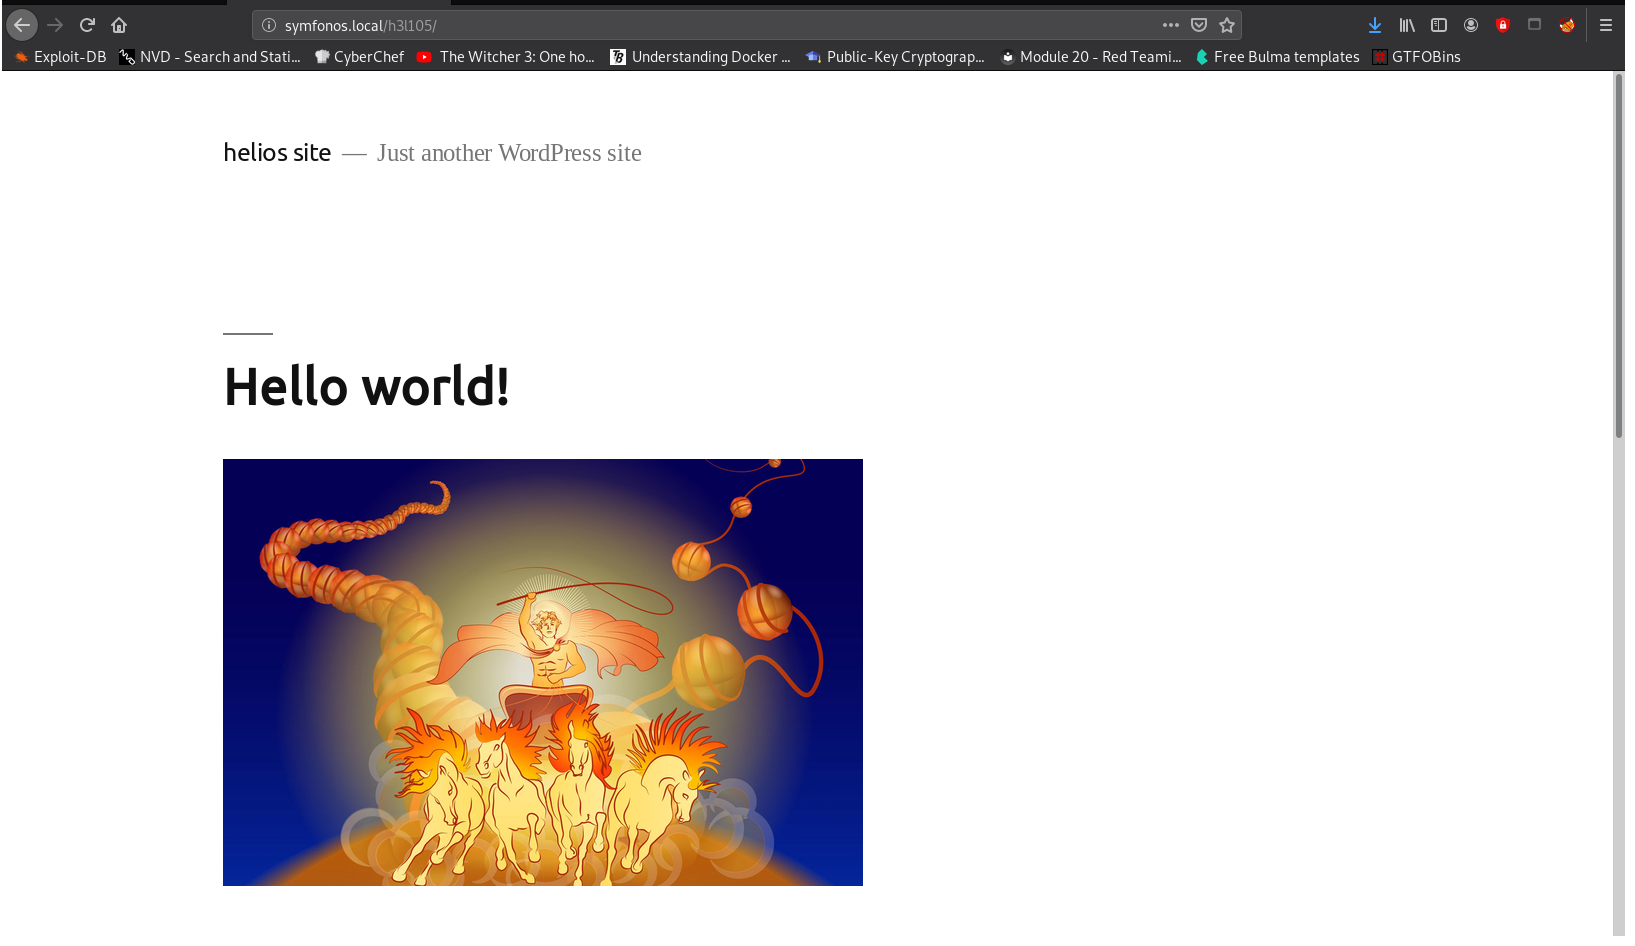 symfonos.local/h3l105/
Exploit-DB NVD - Search and Stati... CyberChef The Witcher 3: One ho... Understanding Docker ... Public-Key Cryptograp... Module 20 - Red Teami... Free Bulma templates GTFOBins
helios site — Just another WordPress site
Hello world!